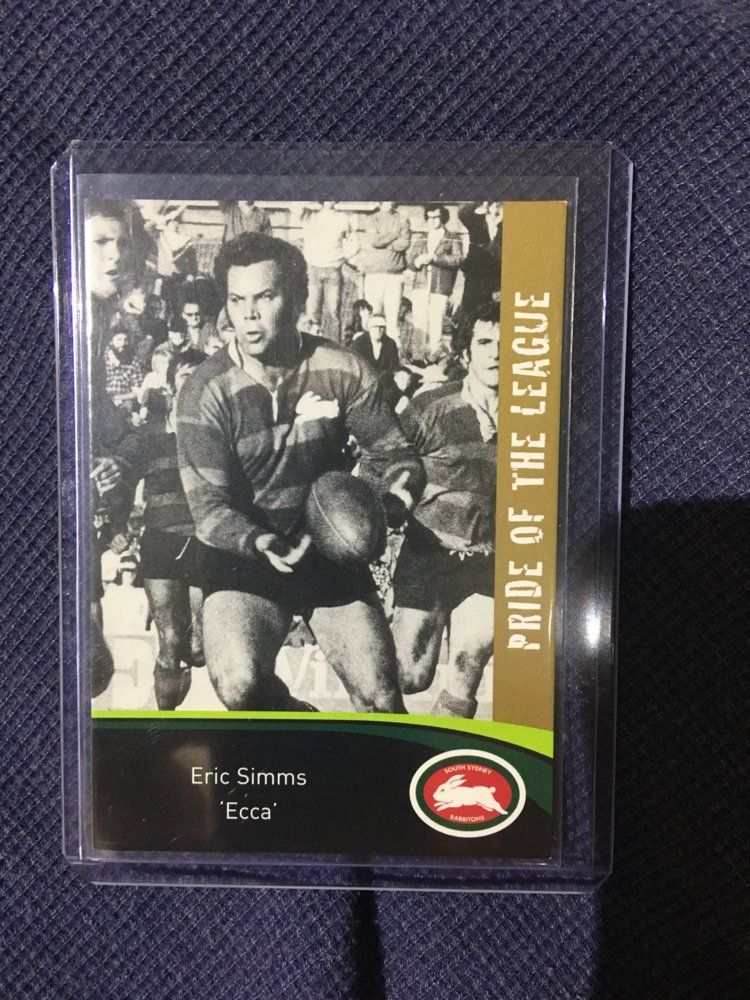 PRIDE OF THE LEAGUE
Eric Simms
'Ecca'
SOUTH SYDNEY
RABBITOHS